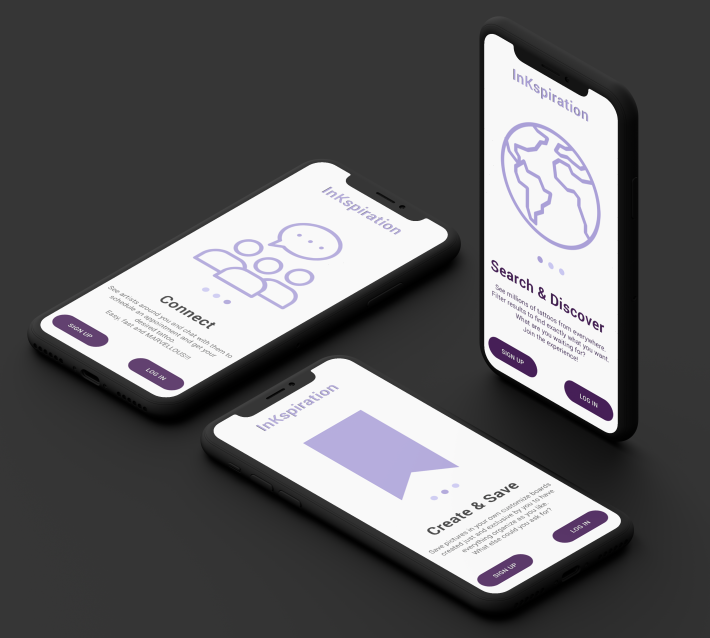 InKspiration
Connect
See artists around you and chat with them to
schedule an appointment and get your
desired tattoo.
Easy, Fast and MARVELLOUS!!!
SIGN UP
LOG IN
InKspiration
Search & Discover
See millions of tattoos from everywhere.
Filter results to find exactly what you want.
What are you waiting for?
Join the experience!
SIGN UP
LOG IN
InKspiration
Create & Save
Save pictures in your own customize boards
created just and exclusive by you to have
everything organize as you like.
What else could you ask for?
SIGN UP
LOG IN